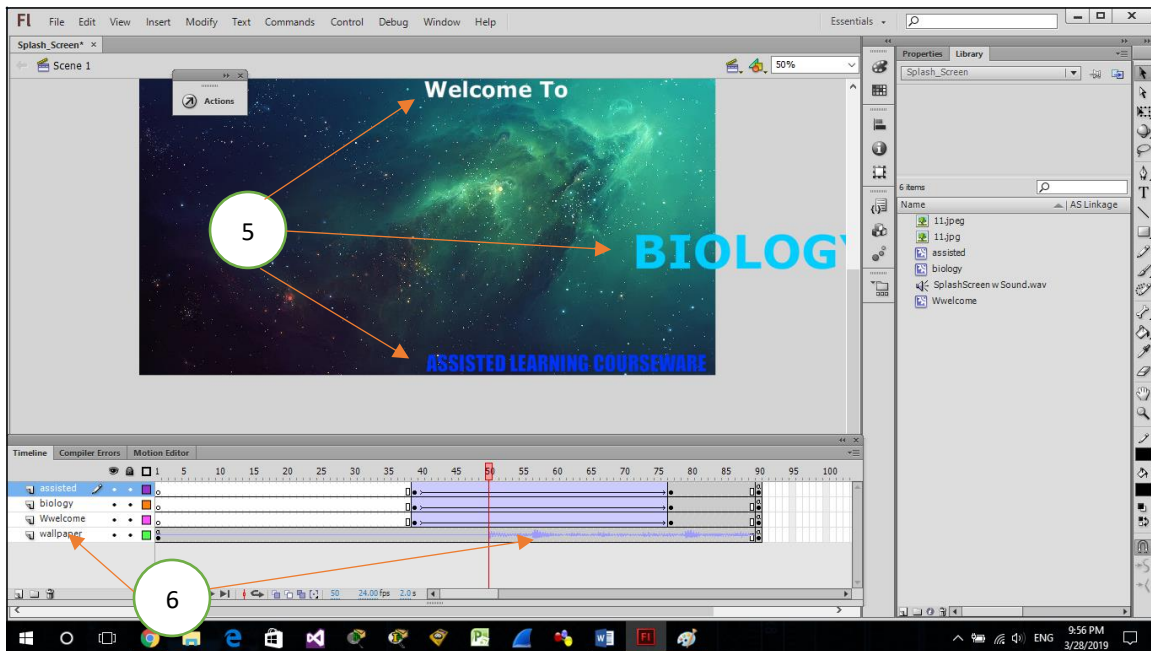 Fl File Edit View Insert Modify Text Commands Control Debug Window Help Essentials
Splash_Screen* ×
Scene 1 50%
Actions
Welcome To
5
BIOLOGY
ASSISTED LEARNING COURSEWARE
Properties Library
Splash_Screen
6 items
Name AS Linkage
11.jpeg
11.jpg
assisted
biology
SplashScreen w Sound.wav
Wwelcome
Timeline Compiler Errors Motion Editor
1 5 10 15 20 25 30 35 40 45 50 55 60 65 70 75 80 85 90 95 100
assisted
biology
Wwelcome
wallpaper
6
50 24.00 fps 2.0 s
ENG 9:56 PM
3/28/2019